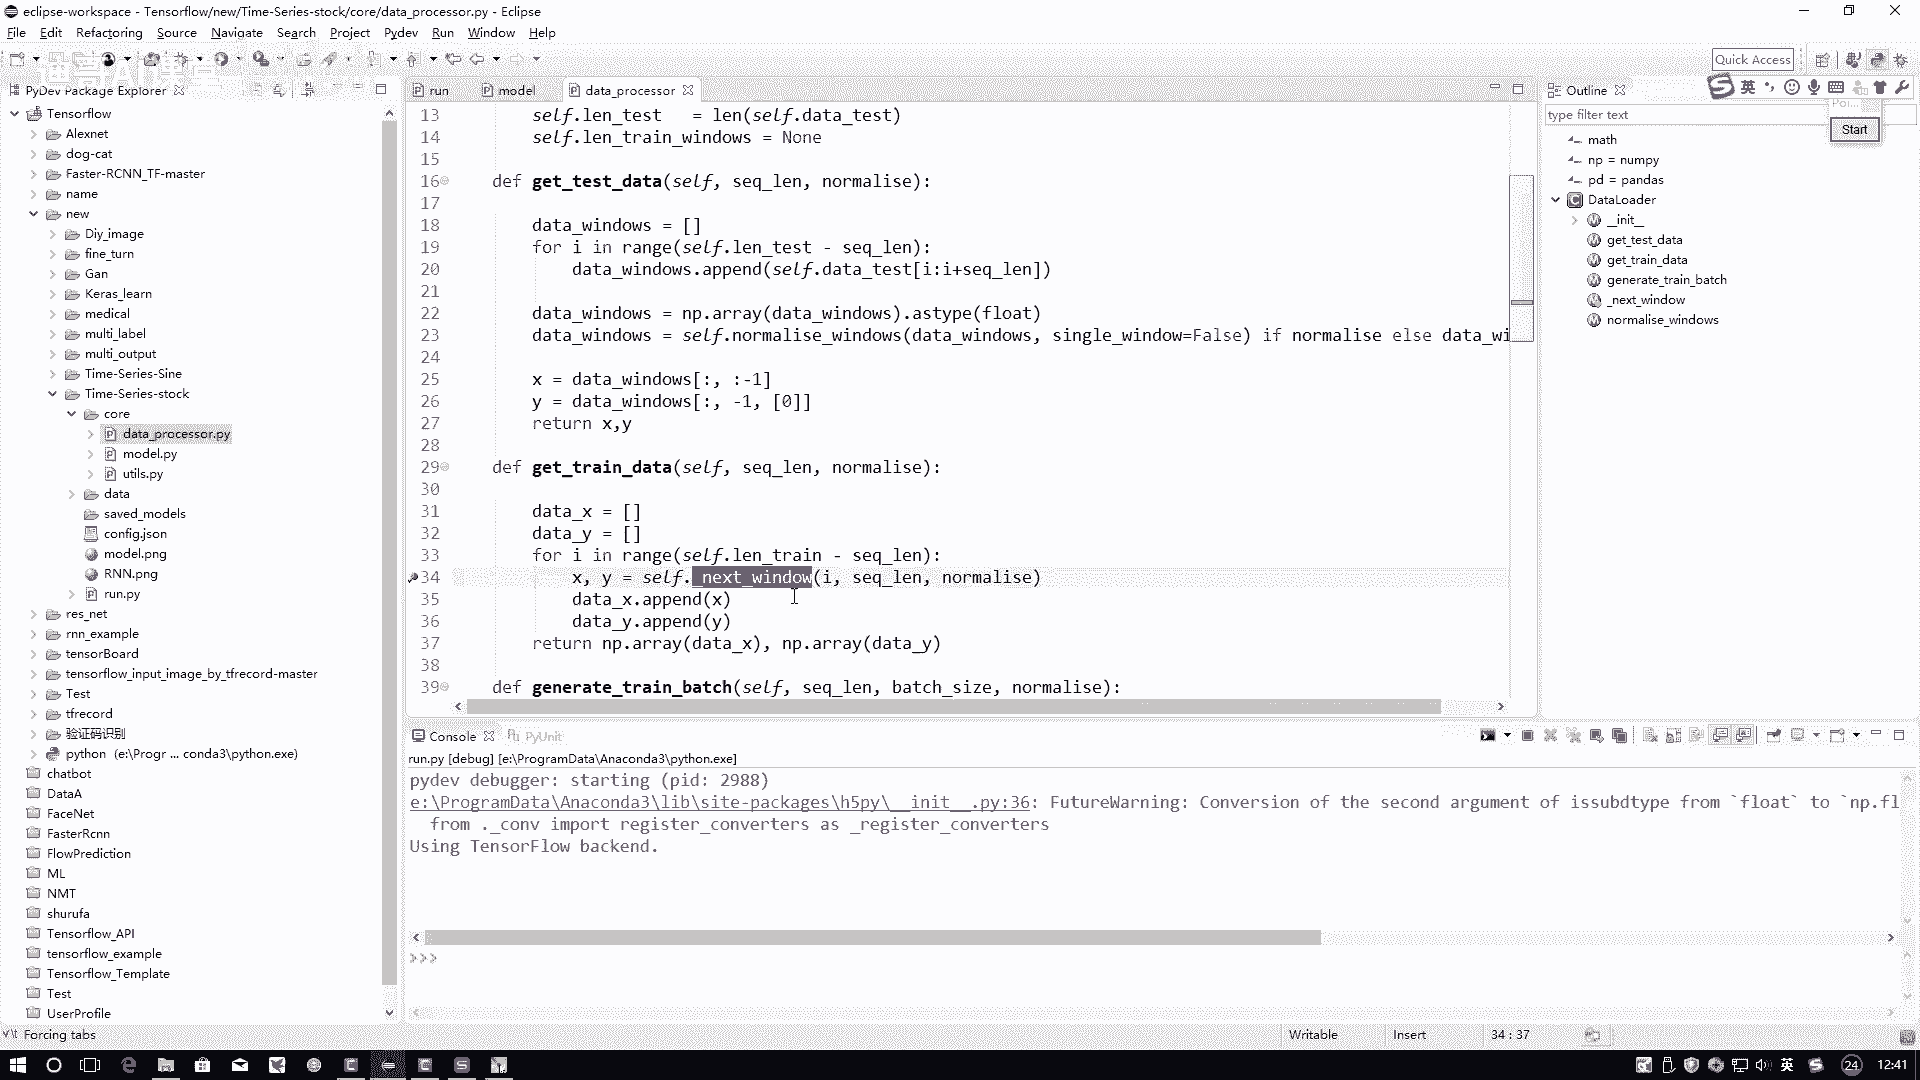 eclipse-workspace - Tensorflow/new/Time-Series-stock/core/data_processor.py - Eclipse
File Edit Refactoring Source Navigate Search Project Pydev Run Window Help
Quick Access
PyDev Package Explorer
Tensorflow
Alexnet
dog-cat
Faster-RCNN_TF-master
name
new
Diy_image
fine_turn
Gan
Keras_learn
medical
multi_label
multi_output
Time-Series-Sine
Time-Series-stock
core
data_processor.py
model.py
utils.py
data
saved_models
config.json
model.png
RNN.png
run.py
res_net
rnn_example
tensorBoard
tensorflow_input_image_by_tfrecord-master
Test
tfrecord
验证码识别
python (e:\Progr ... conda3\python.exe)
chatbot
DataA
FaceNet
FasterRcnn
FlowPrediction
ML
NMT
shurufa
Tensorflow_API
tensorflow_example
Tensorflow_Template
Test
UserProfile
run model data_processor
13 self.len_test = len(self.data_test)
14 self.len_train_windows = None
15
16 def get_test_data(self, seq_len, normalise):
17
18 data_windows = []
19 for i in range(self.len_test - seq_len):
20 data_windows.append(self.data_test[i:i+seq_len])
21
22 data_windows = np.array(data_windows).astype(float)
23 data_windows = self.normalise_windows(data_windows, single_window=False) if normalise else data_wi
24
25 x = data_windows[:, :-1]
26 y = data_windows[:, -1, [0]]
27 return x,y
28
29 def get_train_data(self, seq_len, normalise):
30
31 data_x = []
32 data_y = []
33 for i in range(self.len_train - seq_len):
34 x, y = self._next_window(i, seq_len, normalise)
35 data_x.append(x)
36 data_y.append(y)
37 return np.array(data_x), np.array(data_y)
38
39 def generate_train_batch(self, seq_len, batch_size, normalise):
Outline
英
type filter text
Start
math
np = numpy
pd = pandas
DataLoader
__init__
get_test_data
get_train_data
generate_train_batch
_next_window
normalise_windows
Console PyUnit
run.py [debug] [e:\ProgramData\Anaconda3\python.exe]
pydev debugger: starting (pid: 2988)
e:\ProgramData\Anaconda3\lib\site-packages\h5py\__init__.py:36: FutureWarning: Conversion of the second argument of issubdtype from `float` to `np.fl
from ._conv import register_converters as _register_converters
Using TensorFlow backend.
>>>
Forcing tabs
Writable Insert 34 : 37
英 24 12:41